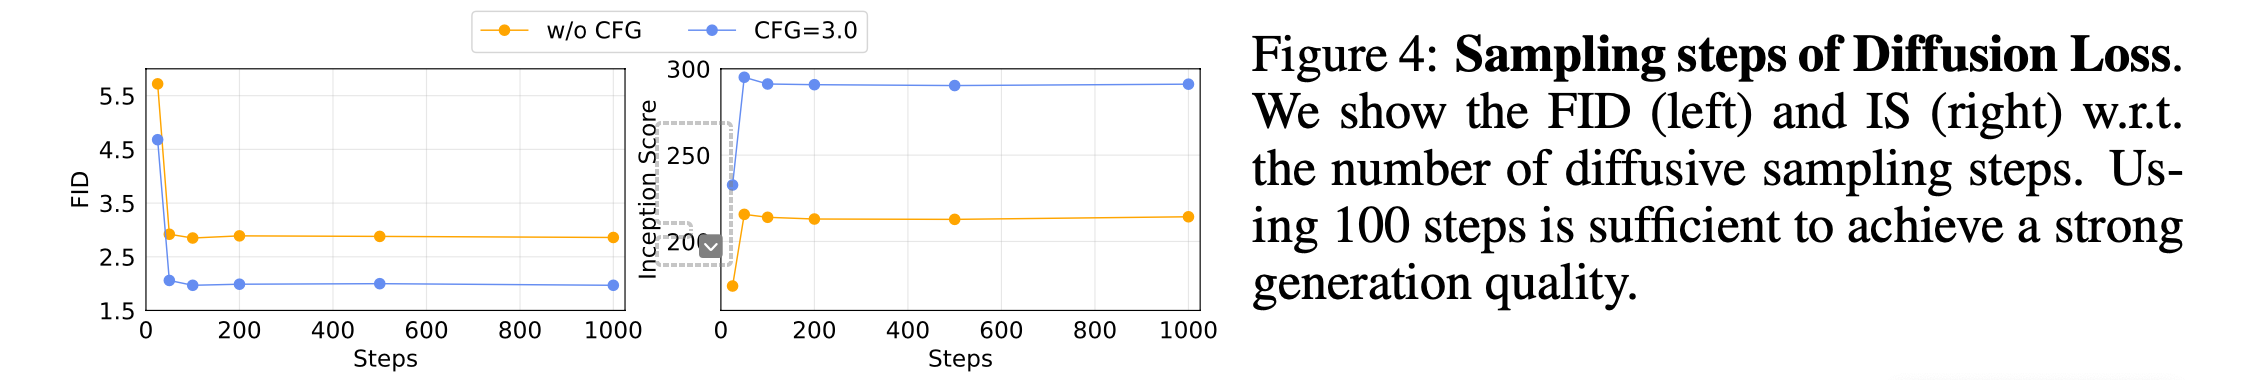 w/o CFG
CFG=3.0
FID
5.5
4.5
3.5
2.5
1.5
0 200 400 600 800 1000
Steps
Inception Score
300
250
200
0 200 400 600 800 1000
Steps
Figure 4: Sampling steps of Diffusion Loss.
We show the FID (left) and IS (right) w.r.t.
the number of diffusive sampling steps. Us-
ing 100 steps is sufficient to achieve a strong
generation quality.